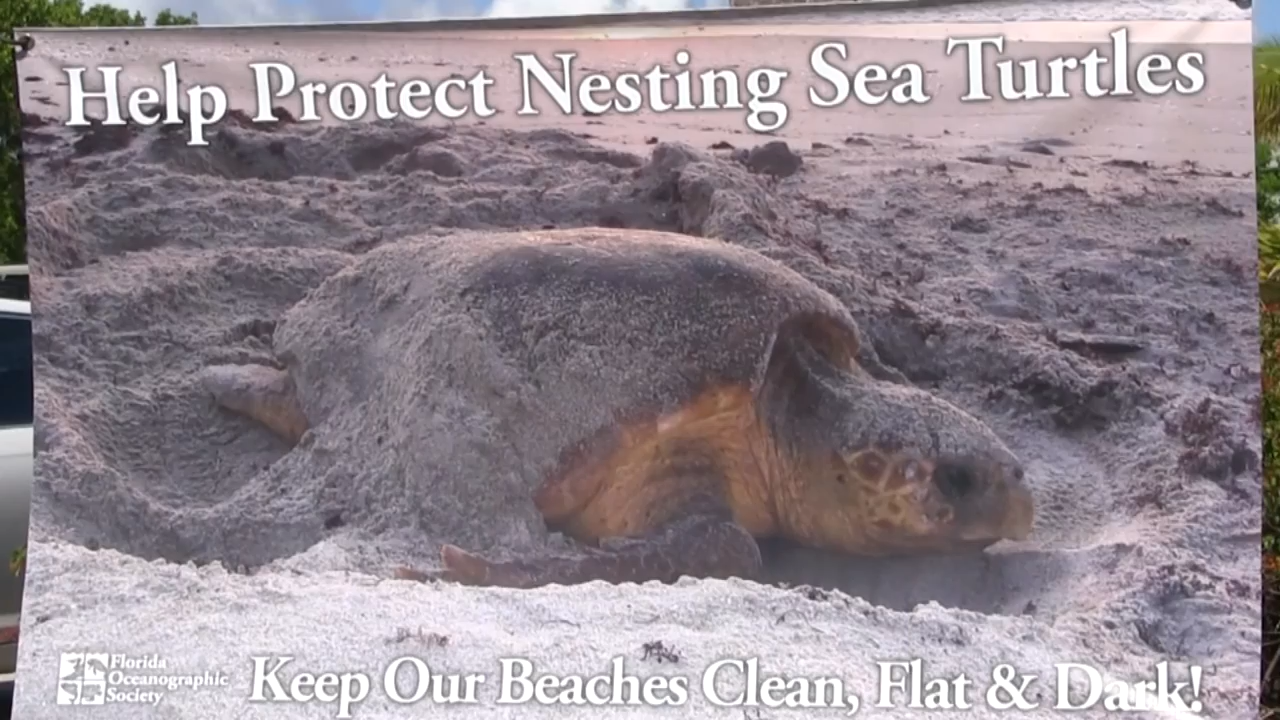 Help Protect Nesting Sea Turtles
Florida
Oceanographic
Society
Keep Our Beaches Clean, Flat & Dark!